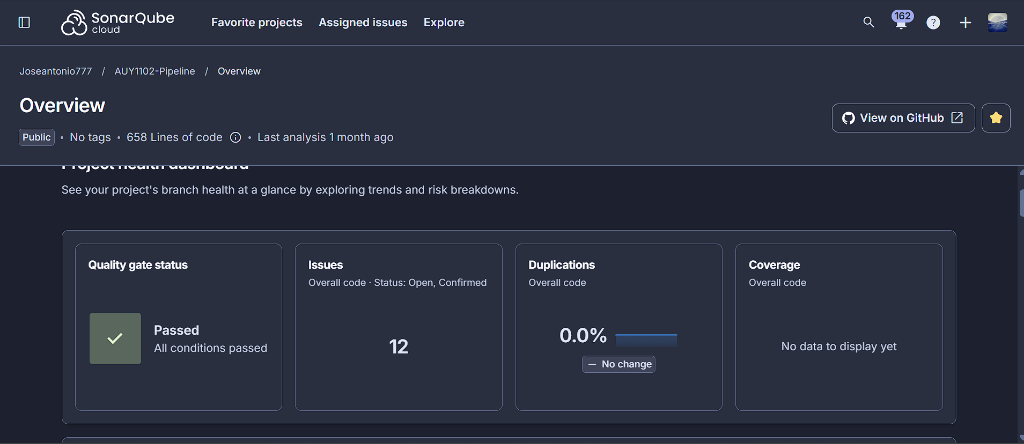 SonarQube
cloud
Favorite projects
Assigned issues
Explore
162
?
Joseantonio777 / AUY1102-Pipeline / Overview
Overview
View on GitHub
Public • No tags • 658 Lines of code • Last analysis 1 month ago
Project health dashboard
See your project's branch health at a glance by exploring trends and risk breakdowns.
Quality gate status
Passed
All conditions passed
Issues
Overall code · Status: Open, Confirmed
12
Duplications
Overall code
0.0%
— No change
Coverage
Overall code
No data to display yet